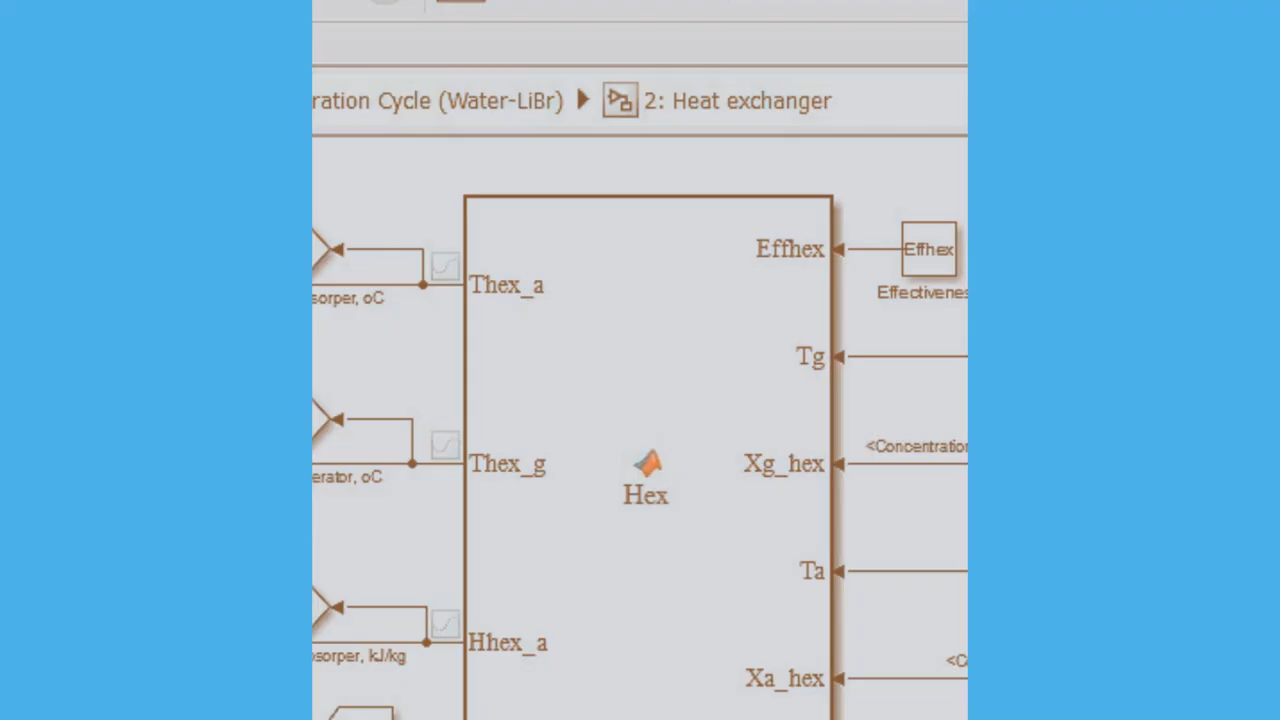 ration Cycle (Water-LiBr) 2: Heat exchanger
Effhex
Effhex
Thex_a
sorper, oC
Effectivenes
Tg
<Concentration
Thex_g
Xg_hex
erator, oC
Hex
Ta
Hhex_a
osorper, kJ/kg
<C
Xa_hex